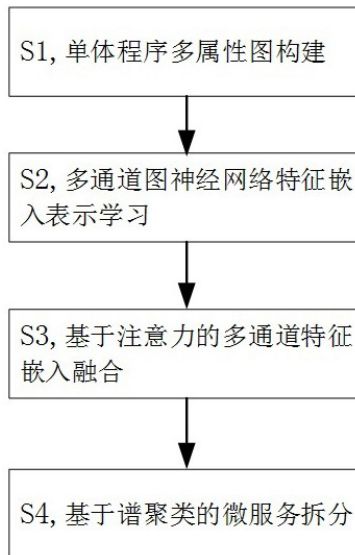 S1, 单体程序多属性图构建
S2, 多通道图神经网络特征嵌
入表示学习
S3, 基于注意力的多通道特征
嵌入融合
S4, 基于谱聚类的微服务拆分